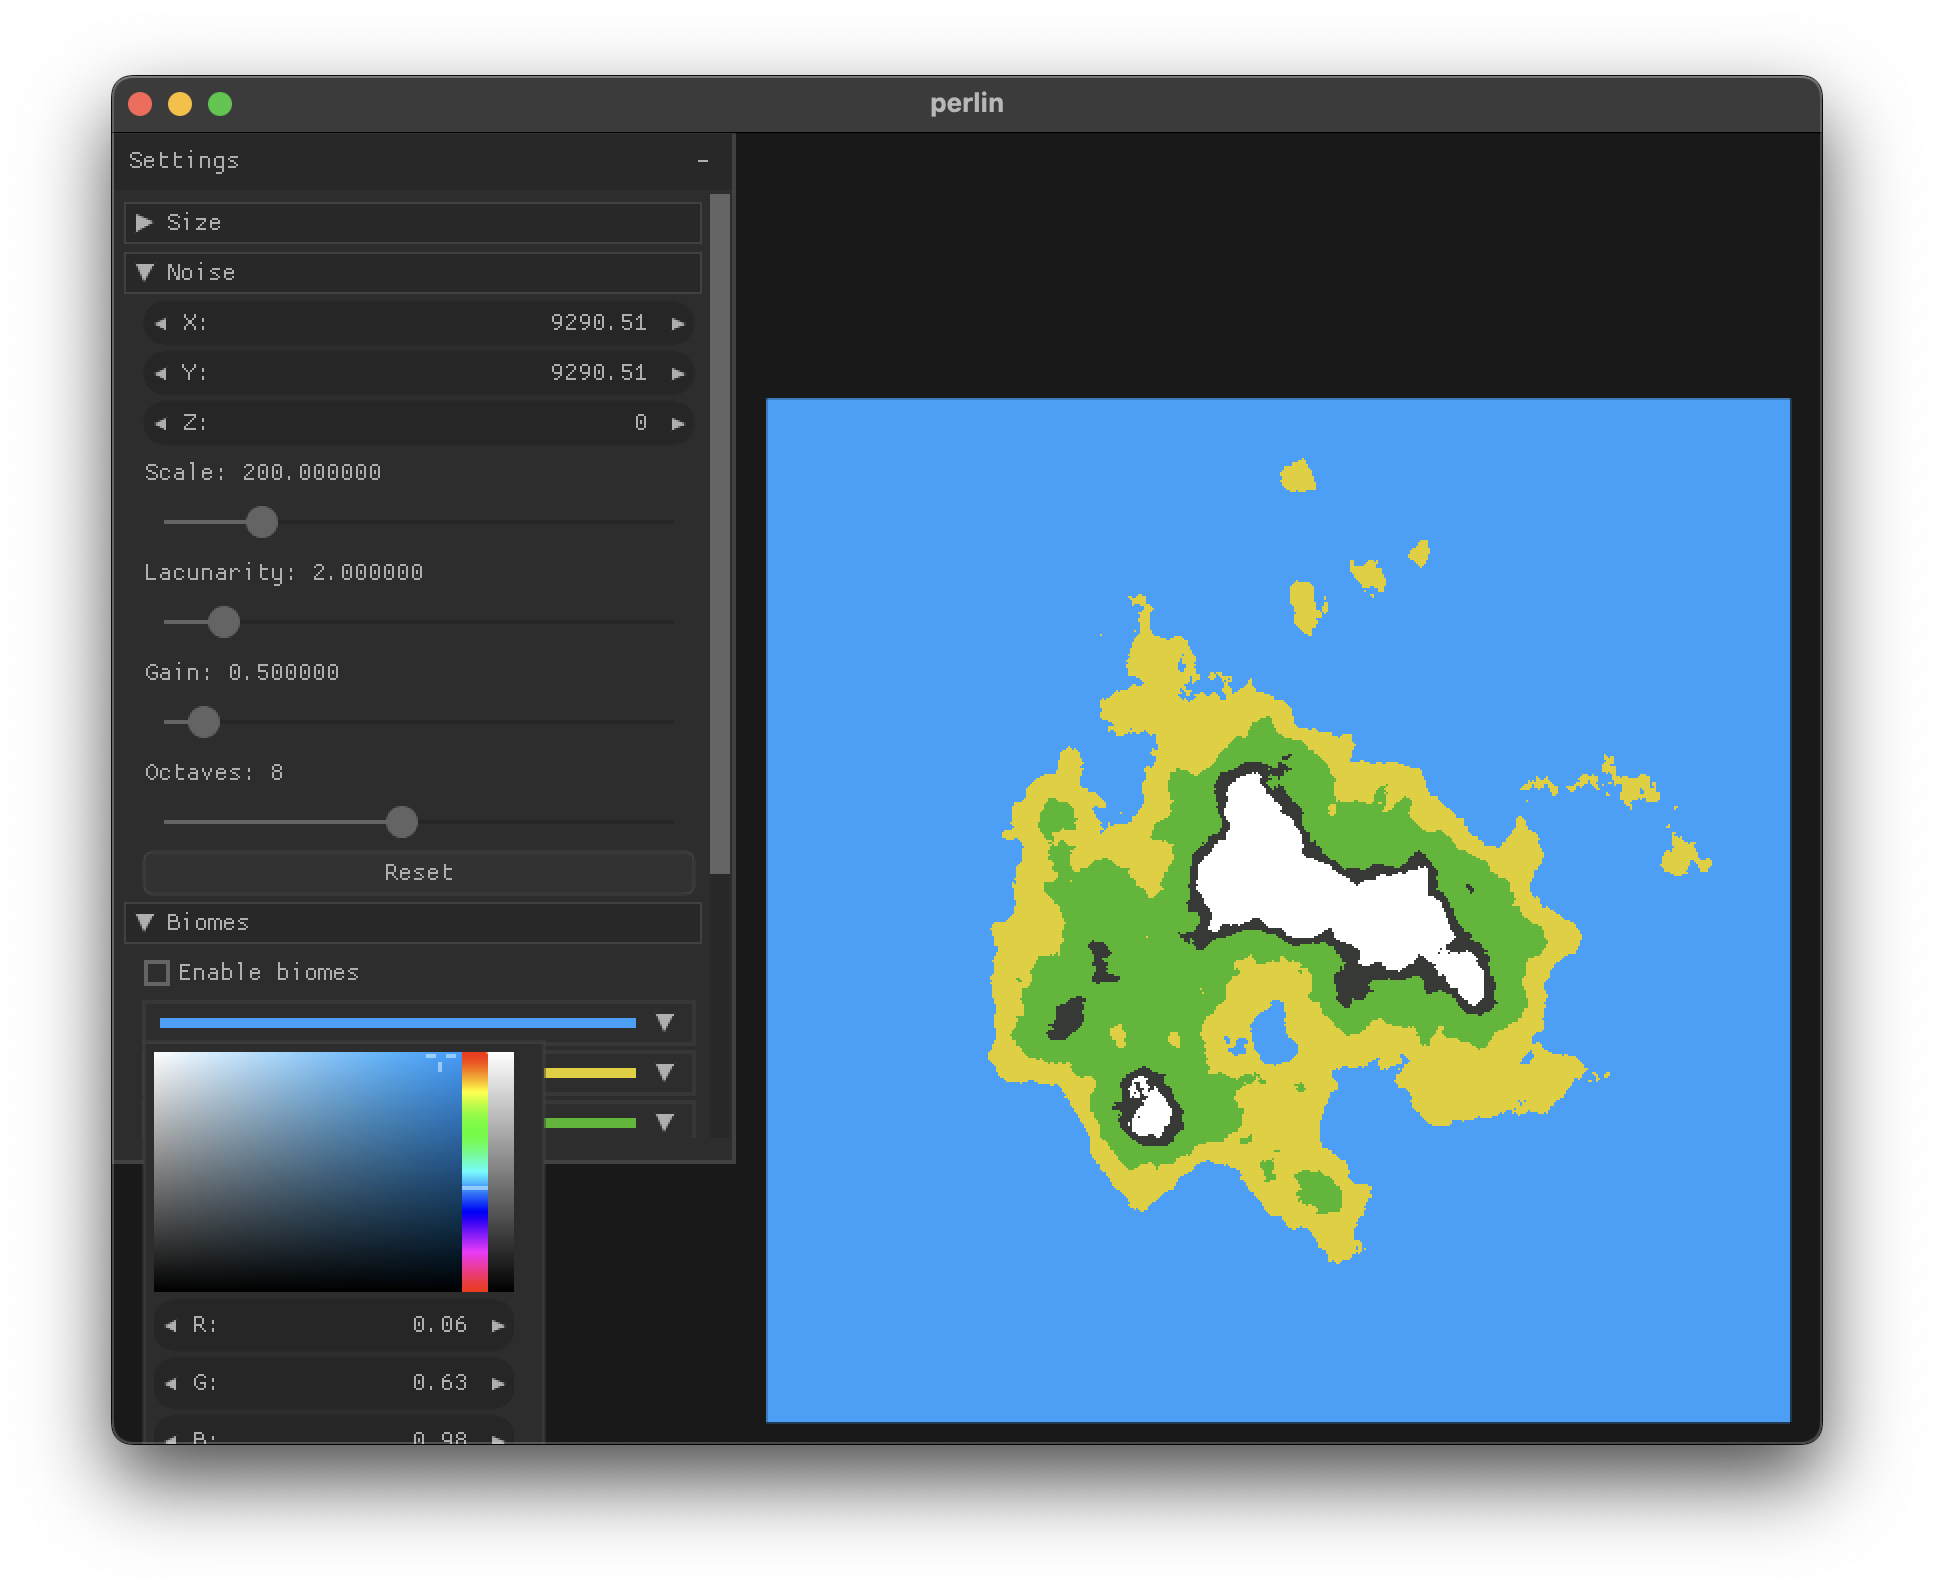 perlin
Settings -
Size
Noise
X: 9290.51
Y: 9290.51
Z: 0
Scale: 200.000000
Lacunarity: 2.000000
Gain: 0.500000
Octaves: 8
Reset
Biomes
Enable biomes
R: 0.06
G: 0.63
B: 0.98